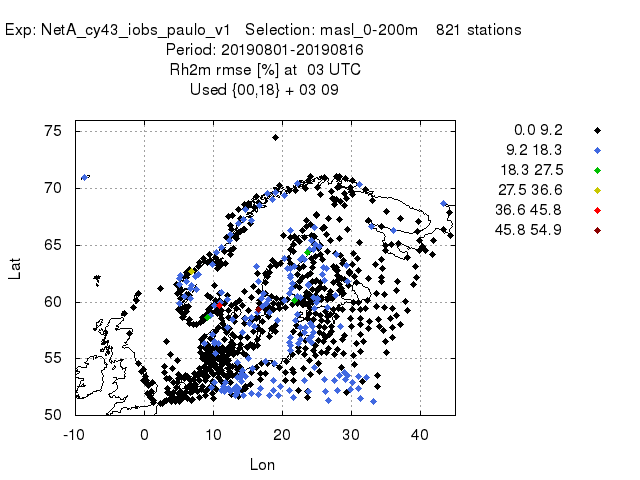 Exp: NetA_cy43_iobs_paulo_v1 Selection: masl_0-200m 821 stations
Period: 20190801-20190816
Rh2m rmse [%] at 03 UTC
Used {00,18} + 03 09
0.0 9.2
9.2 18.3
18.3 27.5
27.5 36.6
36.6 45.8
45.8 54.9
75
70
65
60
55
50
Lat
-10 0 10 20 30 40
Lon